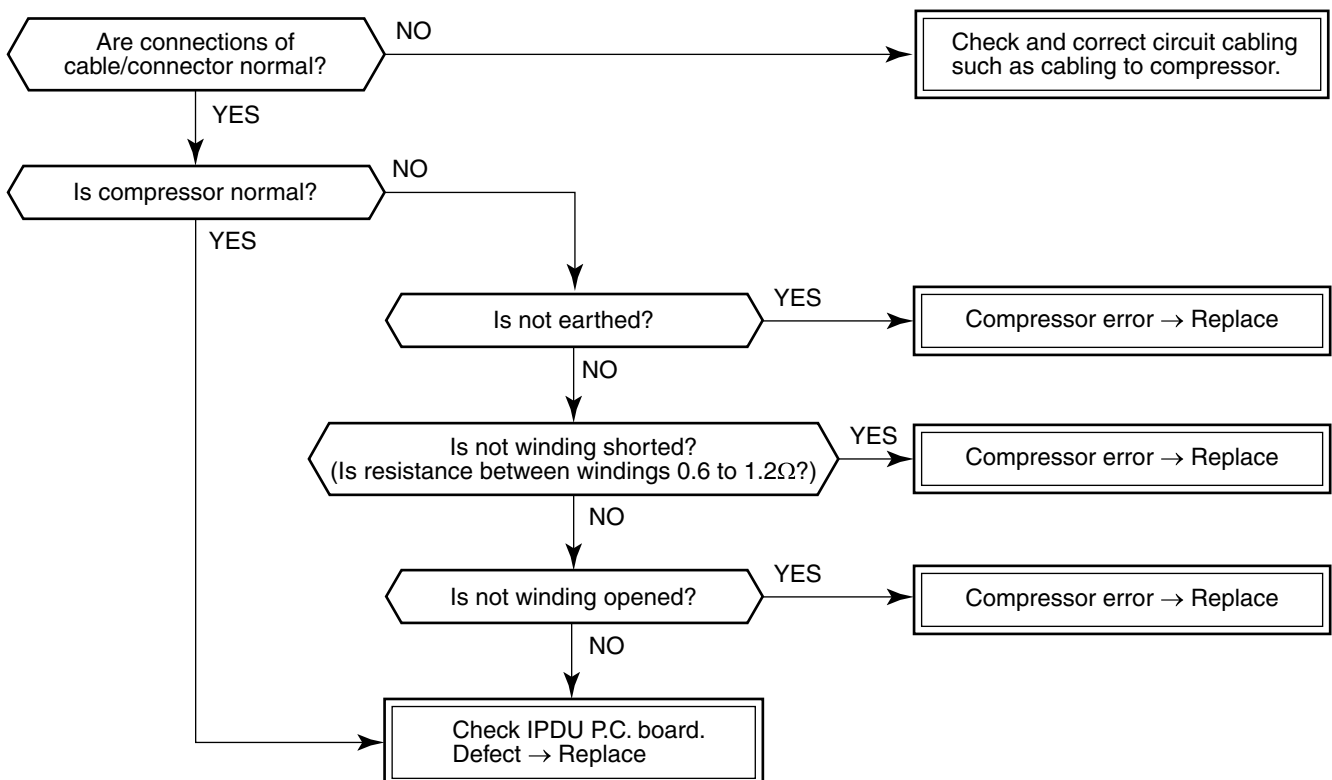 Are connections of
cable/connector normal?
NO
Check and correct circuit cabling
such as cabling to compressor.
YES
Is compressor normal?
NO
YES
Is not earthed?
YES
Compressor error → Replace
NO
Is not winding shorted?
(Is resistance between windings 0.6 to 1.2Ω?)
YES
Compressor error → Replace
NO
Is not winding opened?
YES
Compressor error → Replace
NO
Check IPDU P.C. board.
Defect → Replace